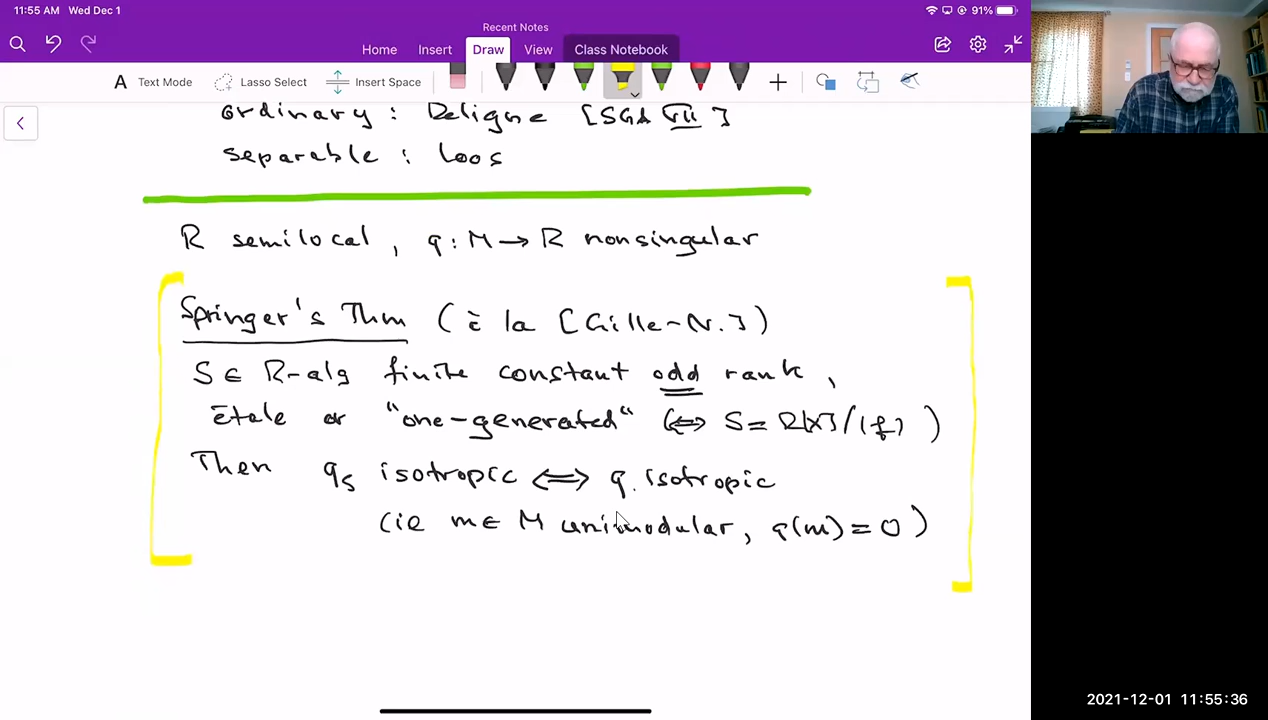 11:55 AM Wed Dec 1
91%
Recent Notes
Home Insert Draw View Class Notebook
A Text Mode Lasso Select Insert Space
ordinary : Deligne [SGA VII]
separable : Loos
R semilocal, q : M → R nonsingular
Springer's Thm (à la [Gille-N.])
S ∈ R-alg finite constant odd rank,
étale or "one-generated" (⇔ S = R[X]/(f))
Then q_S isotropic ⇔ q isotropic
(ie m ∈ M unimodular, q(m) = 0)
2021-12-01 11:55:36